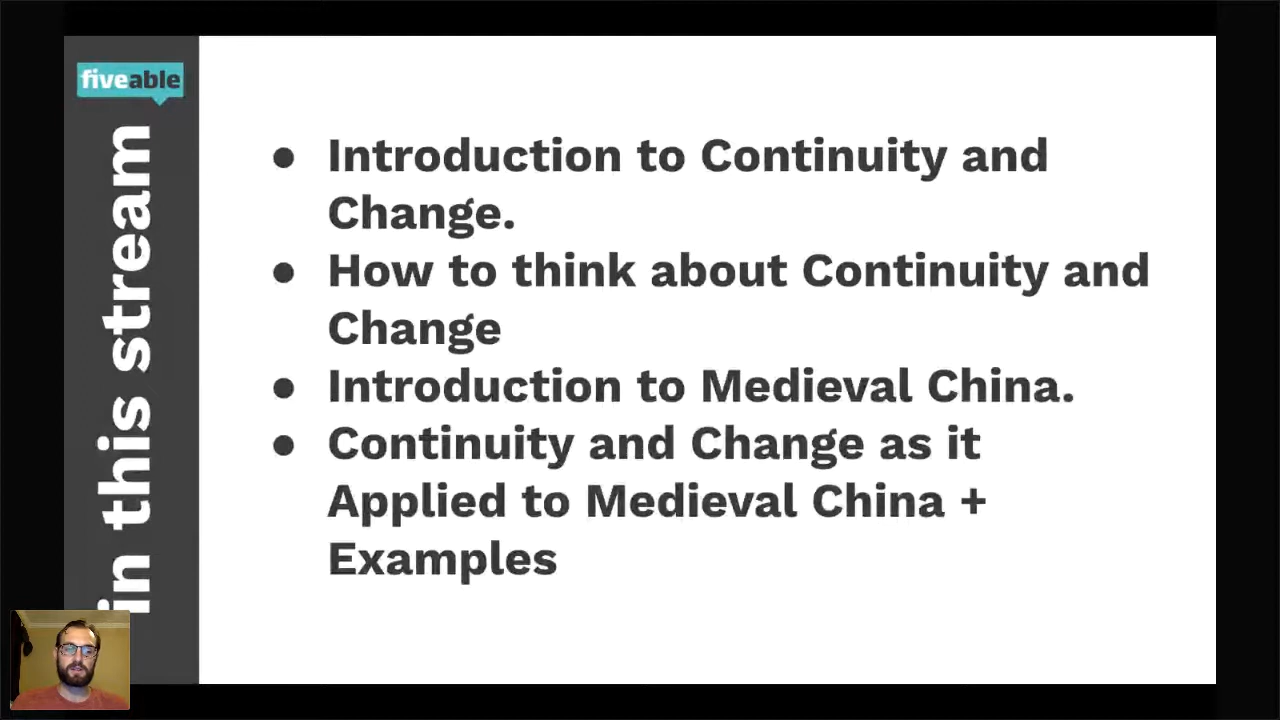 fiveable
in this stream
● Introduction to Continuity and
Change.
● How to think about Continuity and
Change
● Introduction to Medieval China.
● Continuity and Change as it
Applied to Medieval China +
Examples